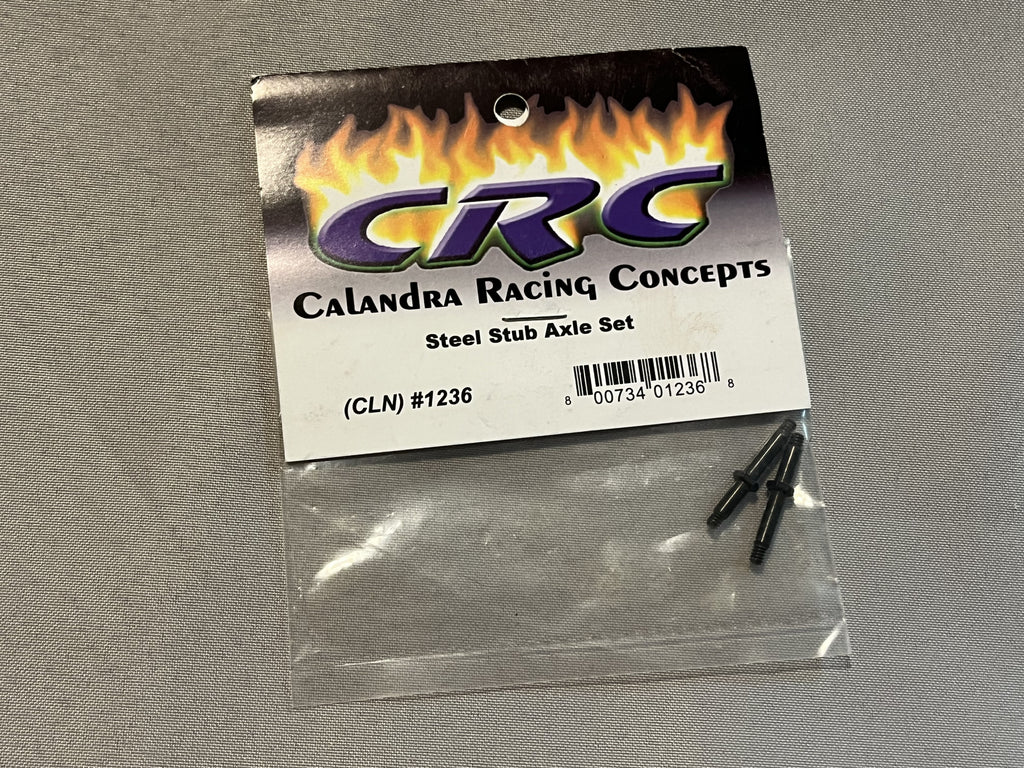 CRC
Calandra Racing Concepts
Steel Stub Axle Set
(CLN) #1236
8 00734 01236 8